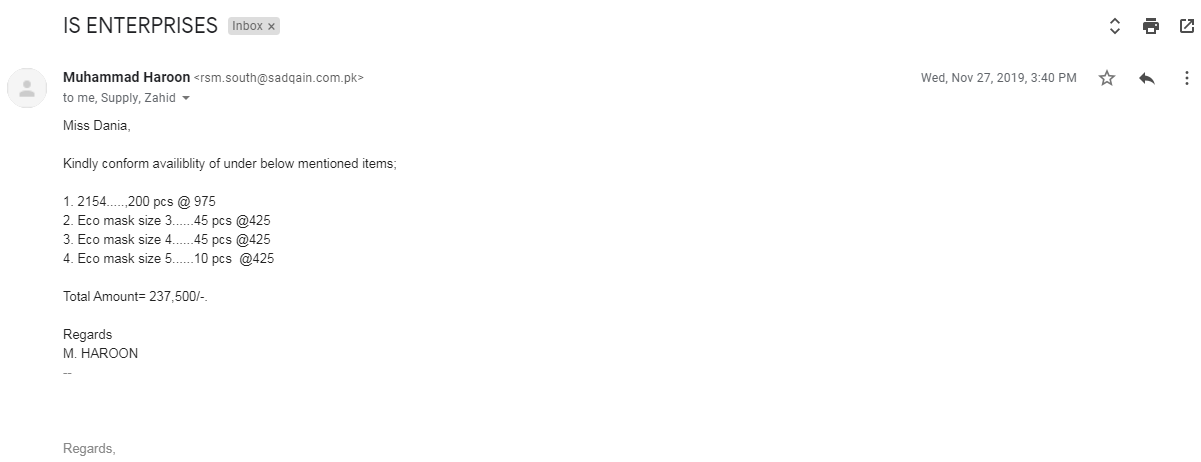 IS ENTERPRISES Inbox ×
Muhammad Haroon <rsm.south@sadqain.com.pk> Wed, Nov 27, 2019, 3:40 PM
to me, Supply, Zahid
Miss Dania,
Kindly conform availiblity of under below mentioned items;
1. 2154.....,200 pcs @ 975
2. Eco mask size 3......45 pcs @425
3. Eco mask size 4......45 pcs @425
4. Eco mask size 5......10 pcs  @425
Total Amount= 237,500/-.
Regards
M. HAROON
--
Regards,